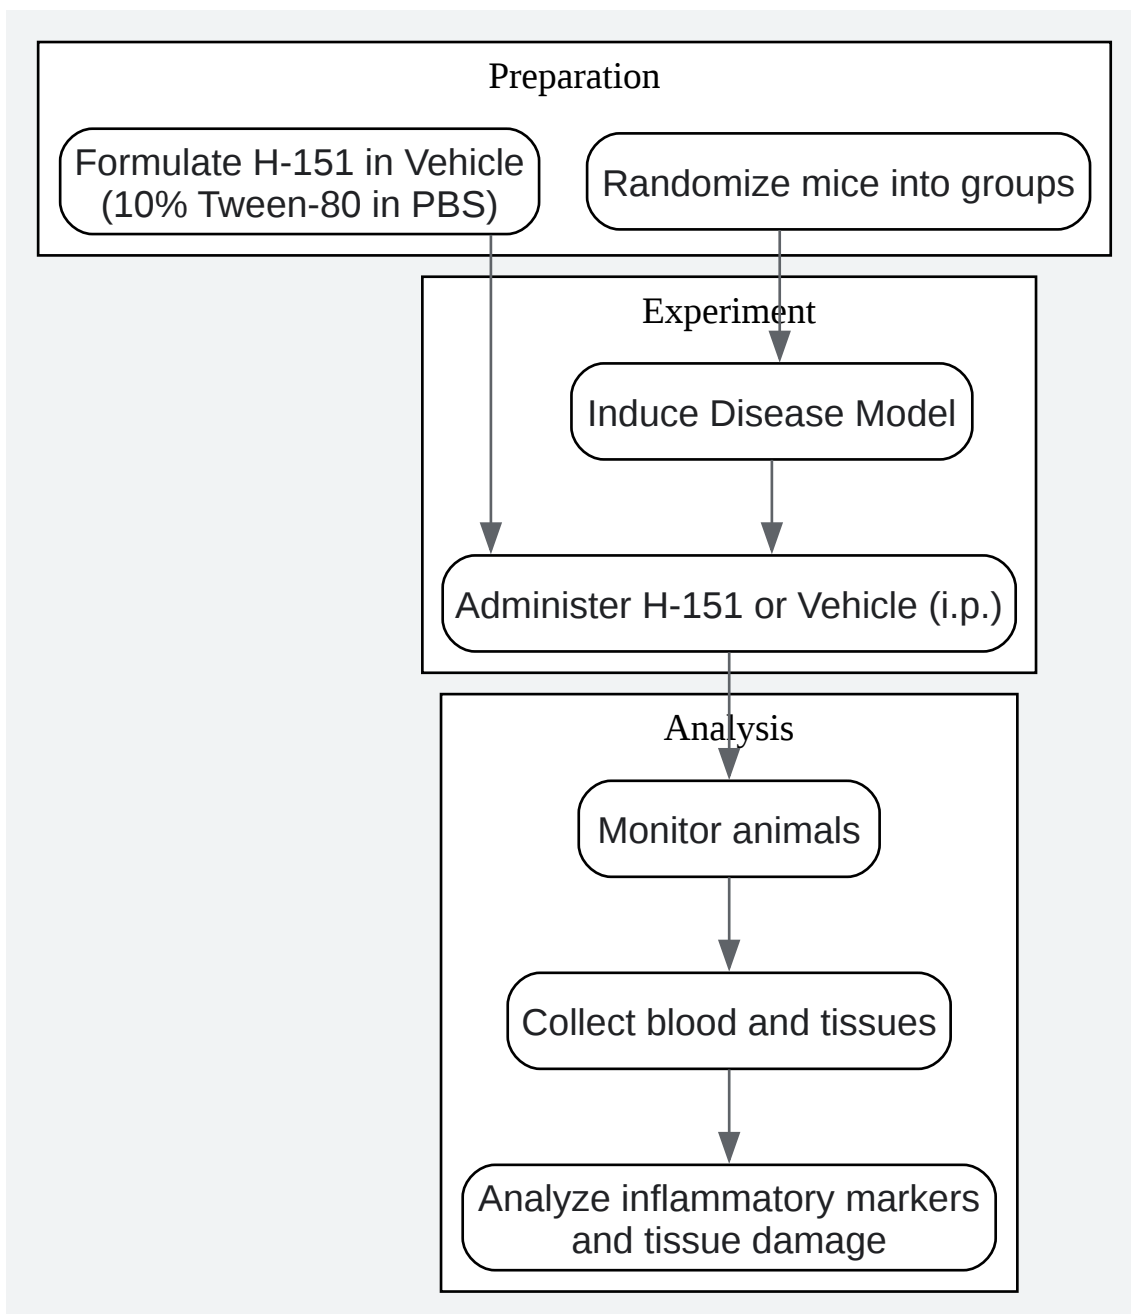 Preparation
Formulate H-151 in Vehicle
(10% Tween-80 in PBS)
Randomize mice into groups
Experiment
Induce Disease Model
Administer H-151 or Vehicle (i.p.)
Analysis
Monitor animals
Collect blood and tissues
Analyze inflammatory markers
and tissue damage